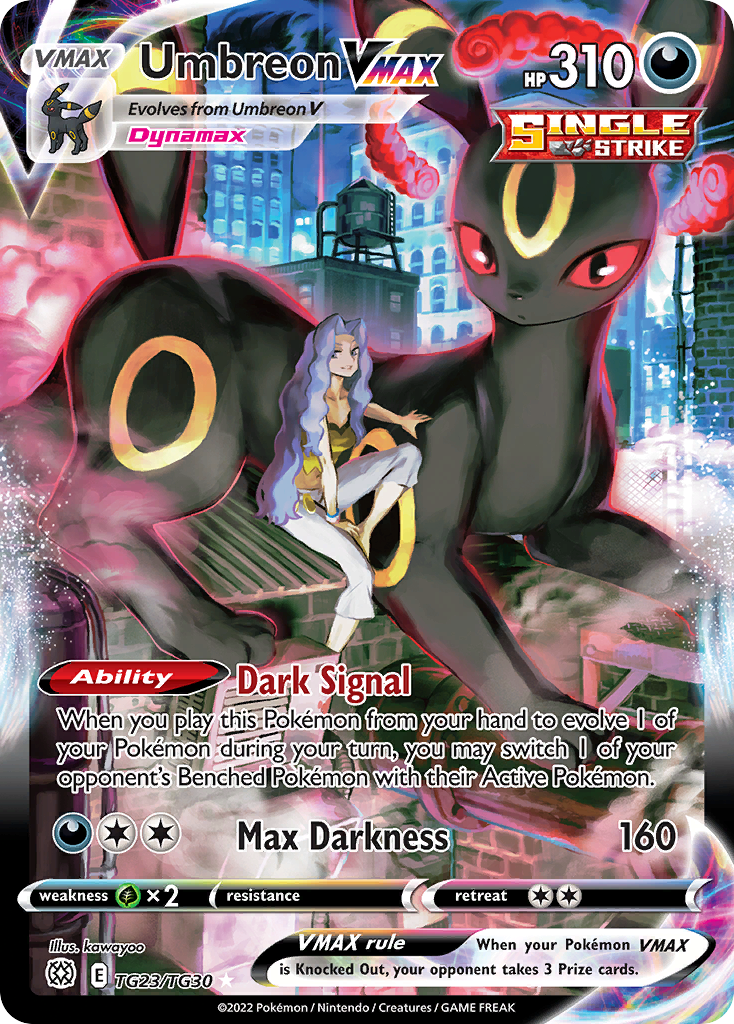 VMAX
Umbreon VMAX
HP 310
Evolves from Umbreon V
Dynamax
SINGLE
STRIKE
Ability Dark Signal
When you play this Pokémon from your hand to evolve 1 of
your Pokémon during your turn, you may switch 1 of your
opponent's Benched Pokémon with their Active Pokémon.
Max Darkness 160
weakness ×2 resistance retreat
Illus. kawayoo
VMAX rule When your Pokémon VMAX
is Knocked Out, your opponent takes 3 Prize cards.
E TG23/TG30
©2022 Pokémon / Nintendo / Creatures / GAME FREAK